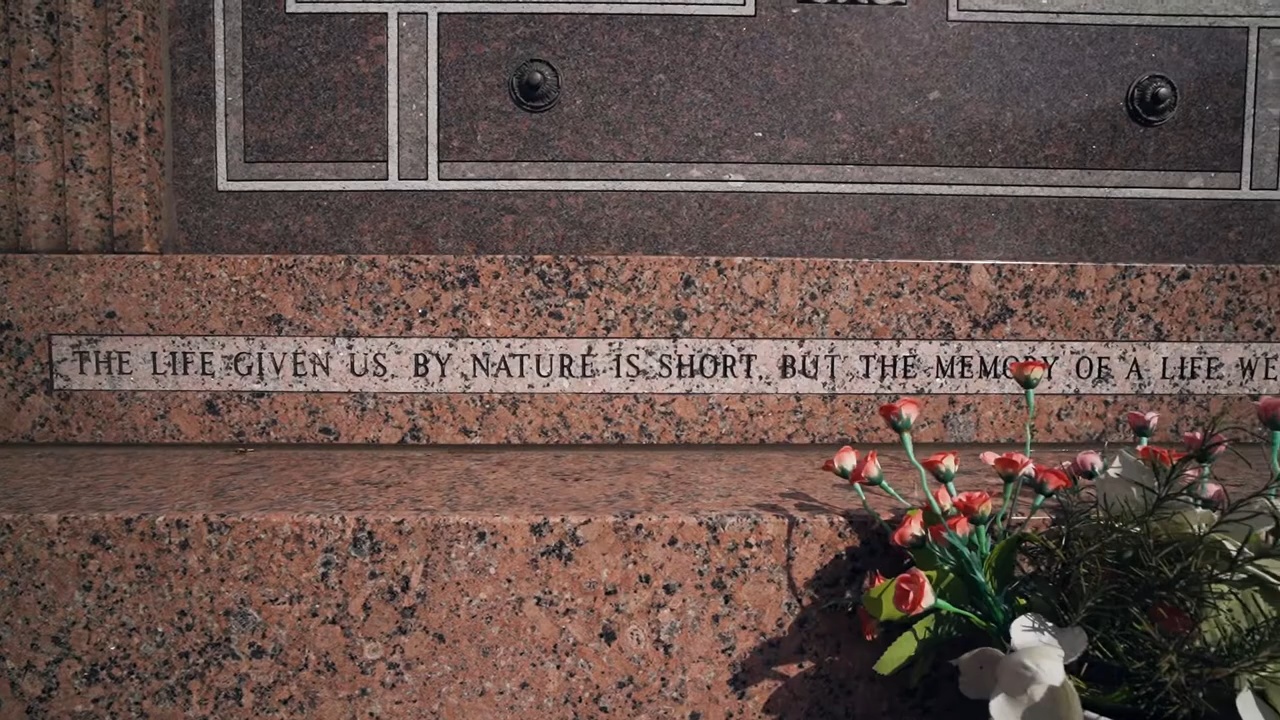 THE LIFE GIVEN US, BY NATURE IS SHORT, BUT THE MEMORY OF A LIFE WE